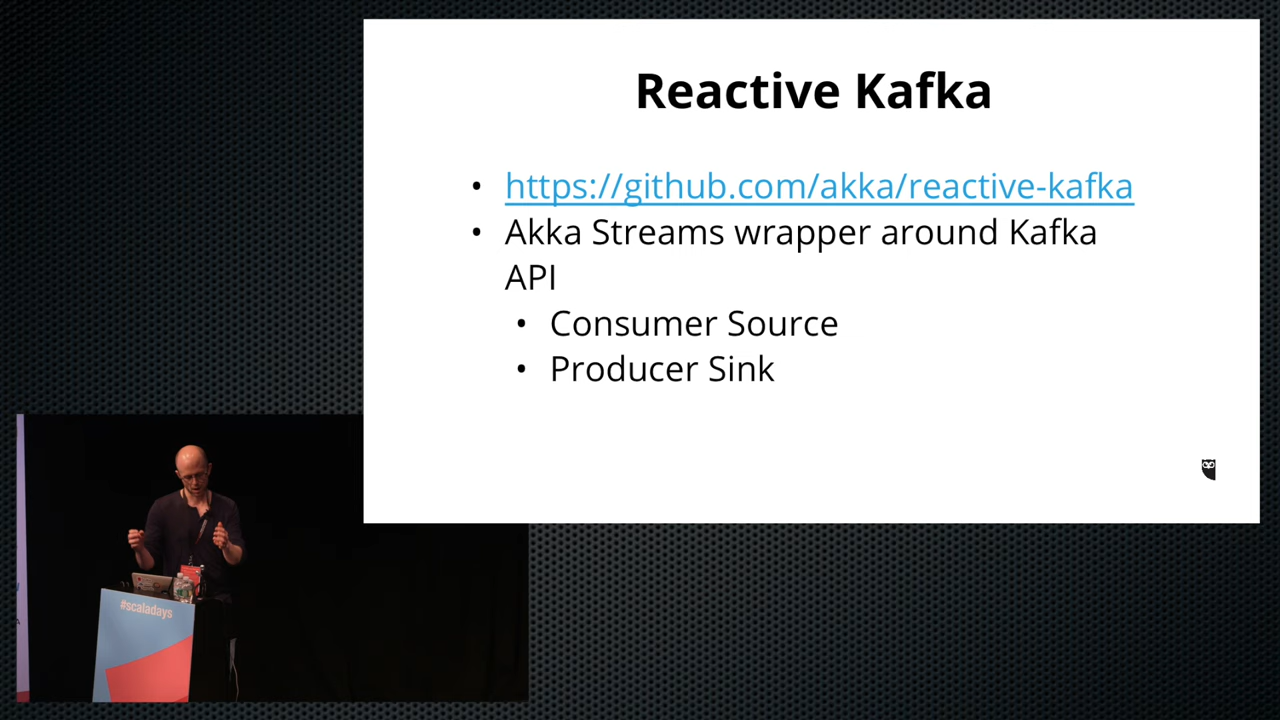 Reactive Kafka
• https://github.com/akka/reactive-kafka
• Akka Streams wrapper around Kafka
API
• Consumer Source
• Producer Sink
#scaladays